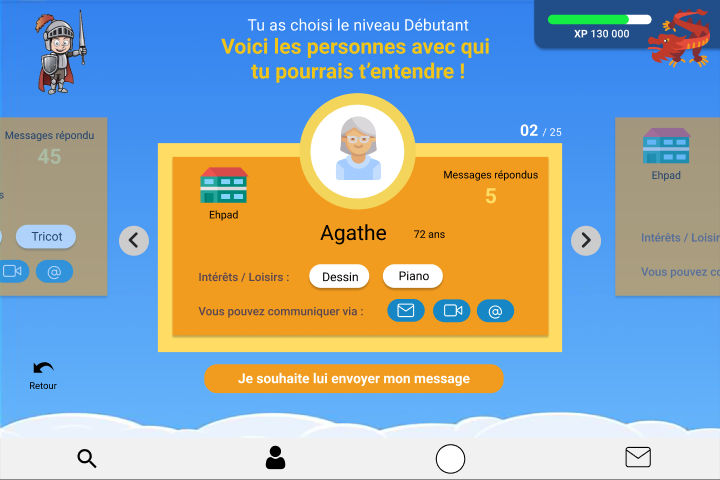 Tu as choisi le niveau Débutant
Voici les personnes avec qui
tu pourrais t’entendre !
XP 130 000
02 / 25
Messages répondu
45
s
Tricot
@
Ehpad
Messages répondus
5
Agathe 72 ans
Intérêts / Loisirs : Dessin Piano
Vous pouvez communiquer via : @
Ehpad
Intérêts / Loisir
Vous pouvez co
Retour
Je souhaite lui envoyer mon message